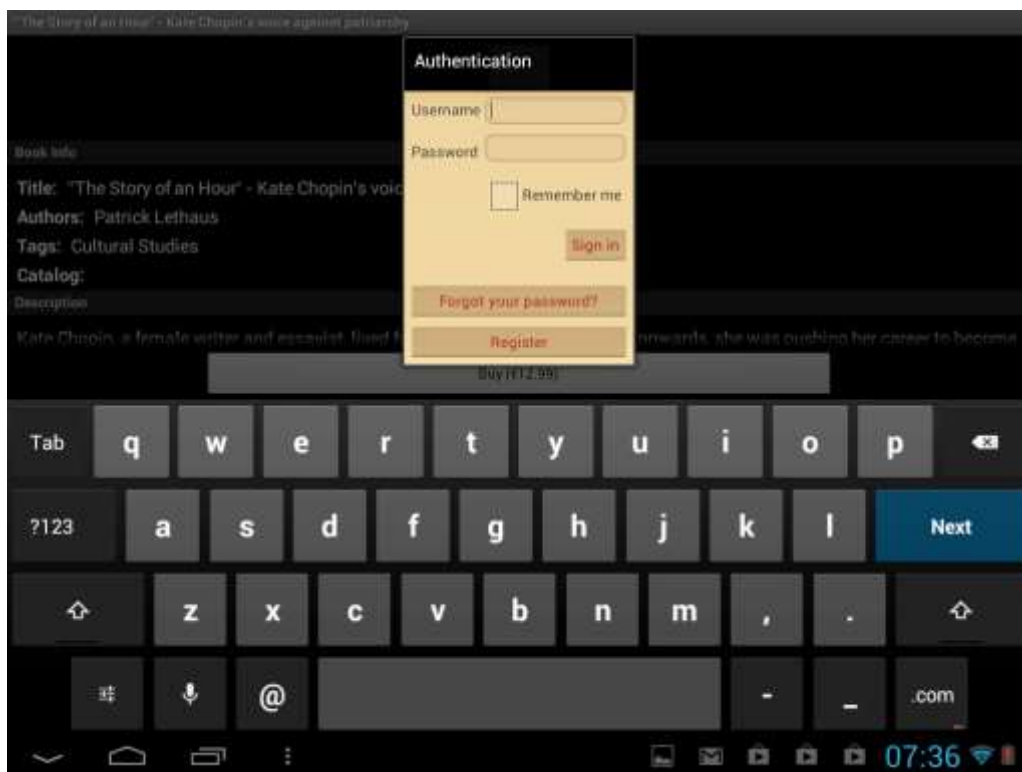 "The Story of an Hour" - Kate Chopin's voice against patriarchy
Authentication
Username
Password
Remember me
Sign in
Forgot your password?
Register
Book Info
Title: "The Story of an Hour" - Kate Chopin's voic
Authors: Patrick Lethaus
Tags: Cultural Studies
Catalog:
Description
Kate Chopin, a female writer and essayist, lived onwards, she was pushing her career to become
Buy (€12.99)
Tab q w e r t y u i o p
?123 a s d f g h j k l Next
z x c v b n m , .
@ - _ .com
07:36